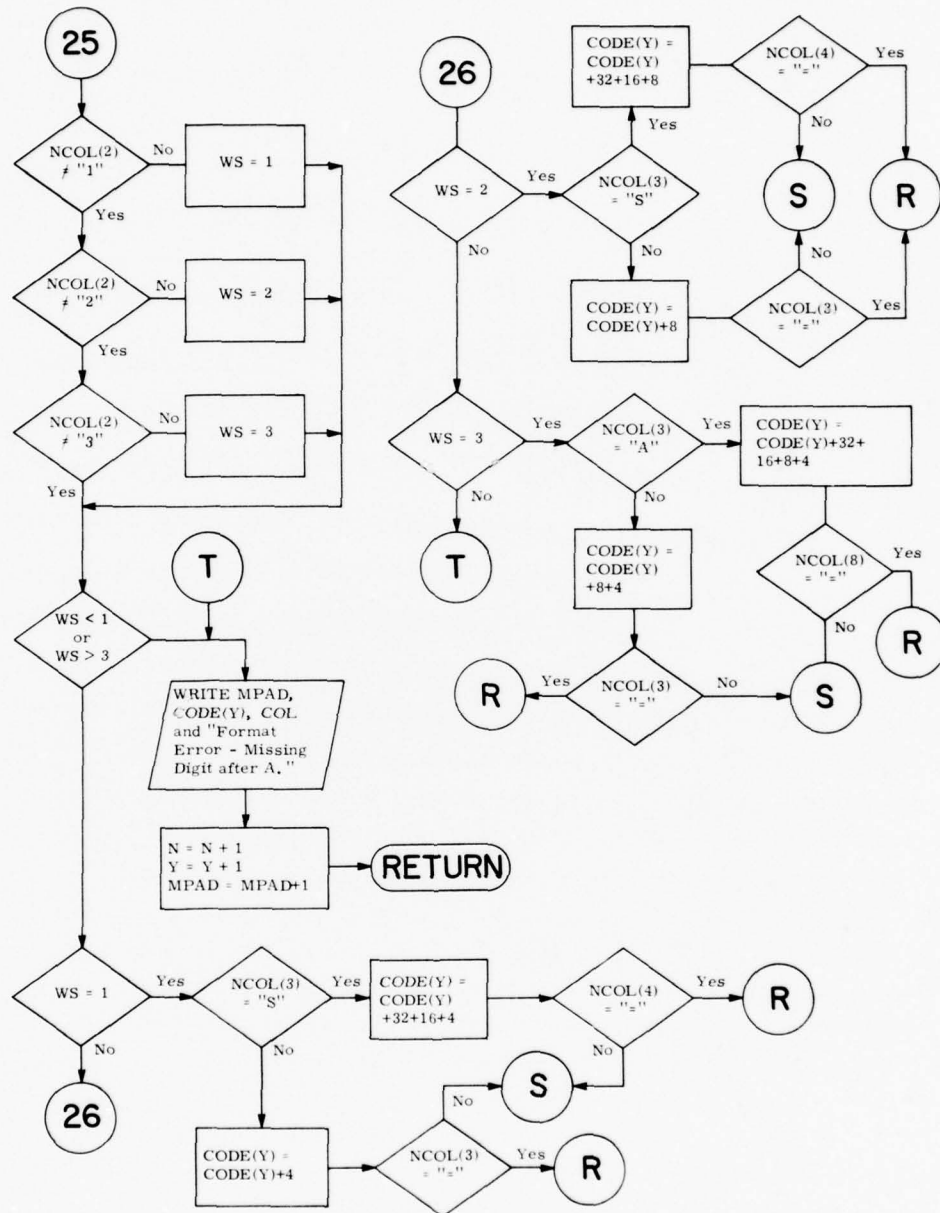 25
NCOL(2)
≠ "1"
No
WS = 1
Yes
NCOL(2)
≠ "2"
No
WS = 2
Yes
NCOL(2)
≠ "3"
No
WS = 3
Yes
T
WS < 1
or
WS > 3
WRITE MPAD,
CODE(Y), COL
and "Format
Error - Missing
Digit after A."
N = N + 1
Y = Y + 1
MPAD = MPAD+1
RETURN
26
WS = 2
Yes
NCOL(3)
= "S"
Yes
CODE(Y) =
CODE(Y)
+32+16+8
NCOL(4)
= "="
Yes
No
S
R
No
No
CODE(Y) =
CODE(Y)+8
NCOL(3)
= "="
No
Yes
WS = 3
Yes
NCOL(3)
= "A"
Yes
CODE(Y) =
CODE(Y)+32+
16+8+4
No
No
T
CODE(Y) =
CODE(Y)
+8+4
NCOL(8)
= "="
Yes
No
R
R
Yes
NCOL(3)
= "="
No
S
WS = 1
Yes
NCOL(3)
= "S"
Yes
CODE(Y) =
CODE(Y)
+32+16+4
NCOL(4)
= "="
Yes
R
No
No
No
26
S
No
CODE(Y) =
CODE(Y)+4
NCOL(3)
= "="
Yes
R